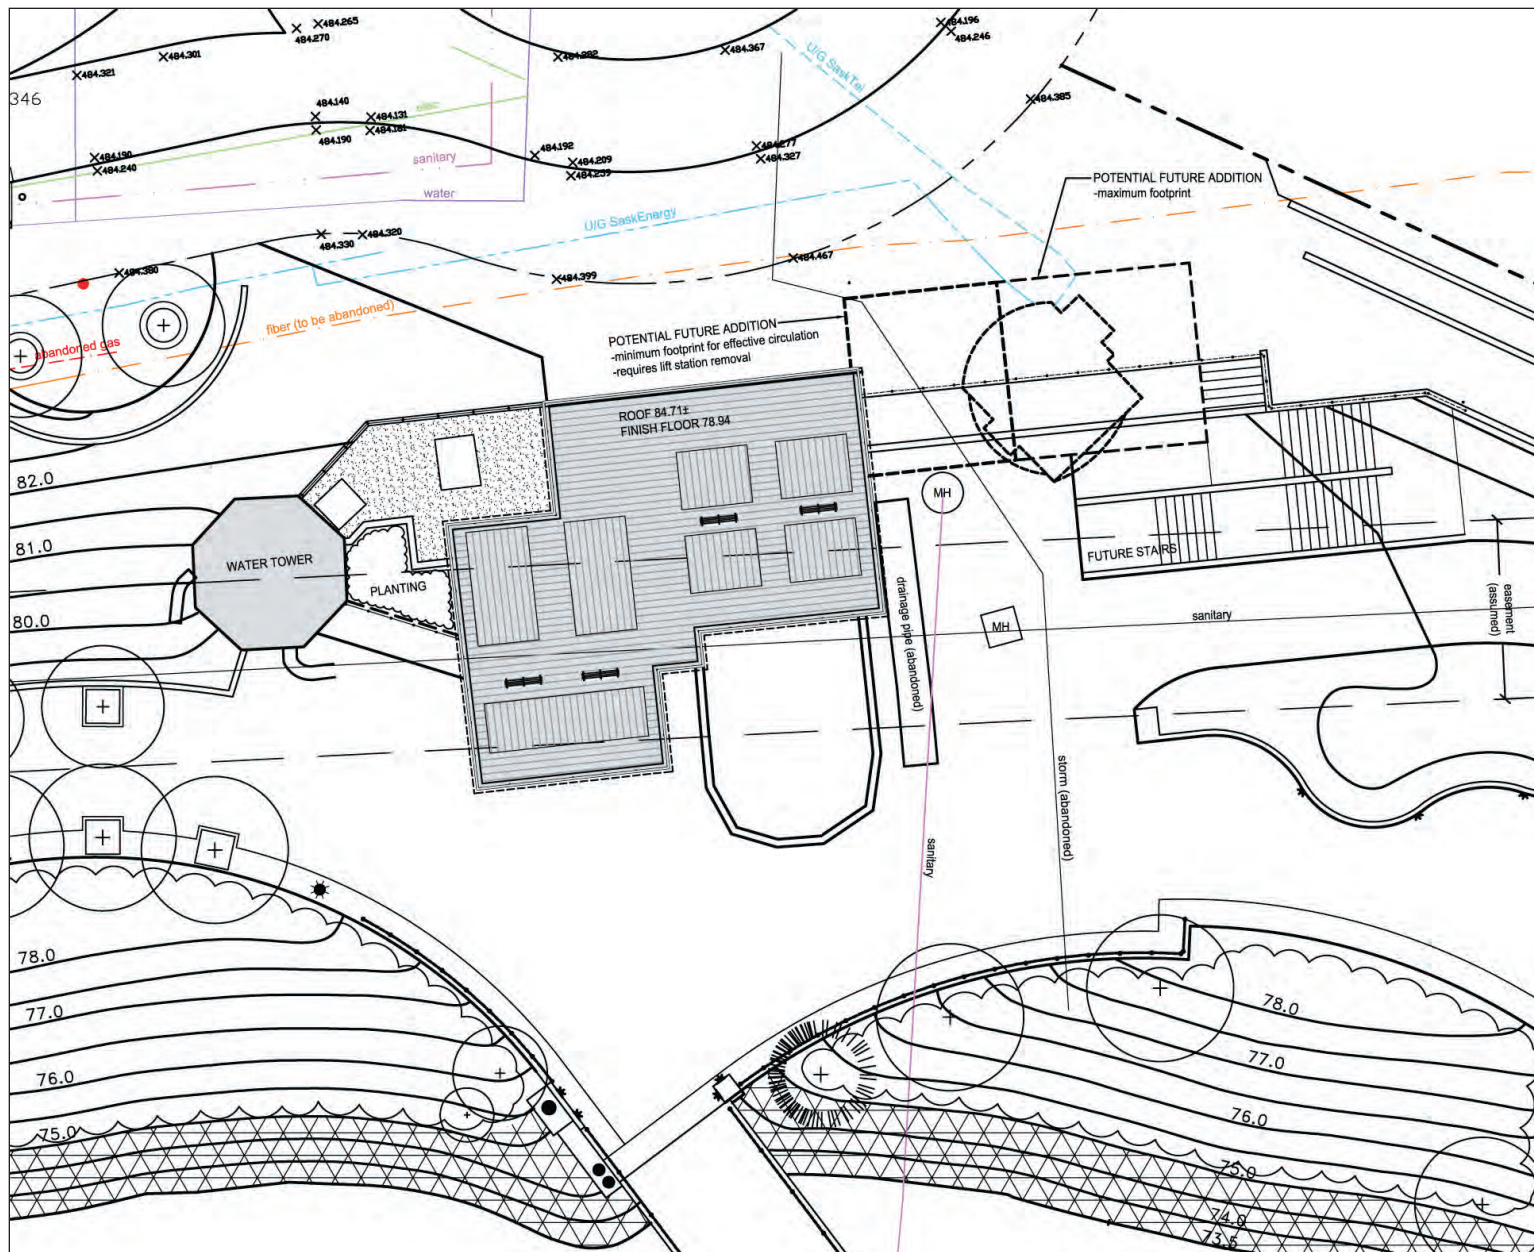 484.265
484.270
484.196
484.246
484.301
484.282
484.367
U/G SaskTel
484.321
346
elec
484.385
484.140
484.131
484.190
484.181
484.277
484.327
484.192
484.209
484.239
sanitary
484.190
484.240
water
POTENTIAL FUTURE ADDITION
-maximum footprint
U/G SaskEnergy
484.330
484.320
484.380
484.399
484.467
fiber (to be abandoned)
abandoned gas
POTENTIAL FUTURE ADDITION
-minimum footprint for effective circulation
-requires lift station removal
ROOF 84.71±
FINISH FLOOR 78.94
82.0
MH
81.0
WATER TOWER
PLANTING
FUTURE STAIRS
80.0
drainage pipe (abandoned)
MH
sanitary
easement
(assumed)
storm (abandoned)
sanitary
78.0
77.0
76.0
75.0
78.0
77.0
76.0
75.0
74.0
73.5